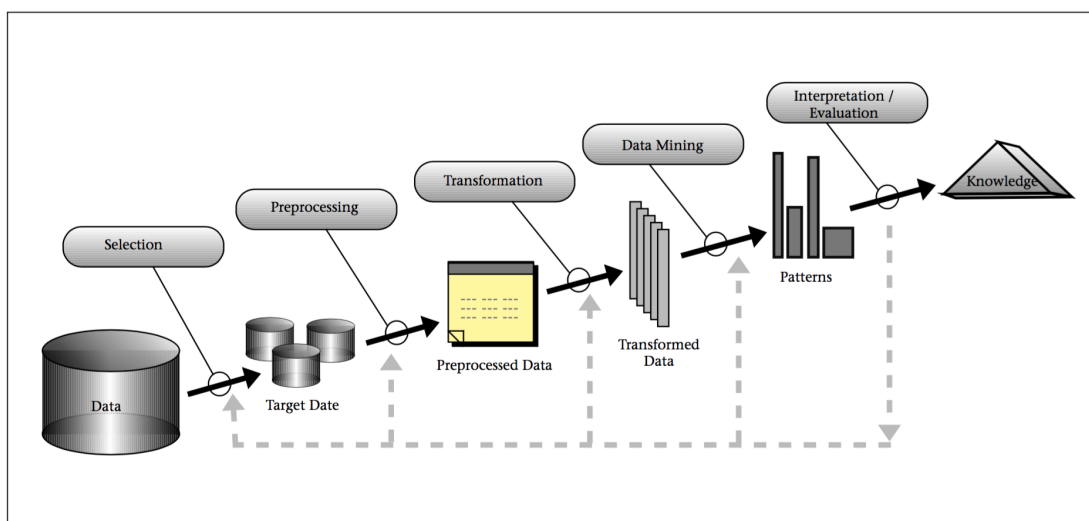 Interpretation /
Evaluation
Data Mining
Transformation
Preprocessing
Selection
Data
Target Date
Preprocessed Data
Transformed
Data
Patterns
Knowledge